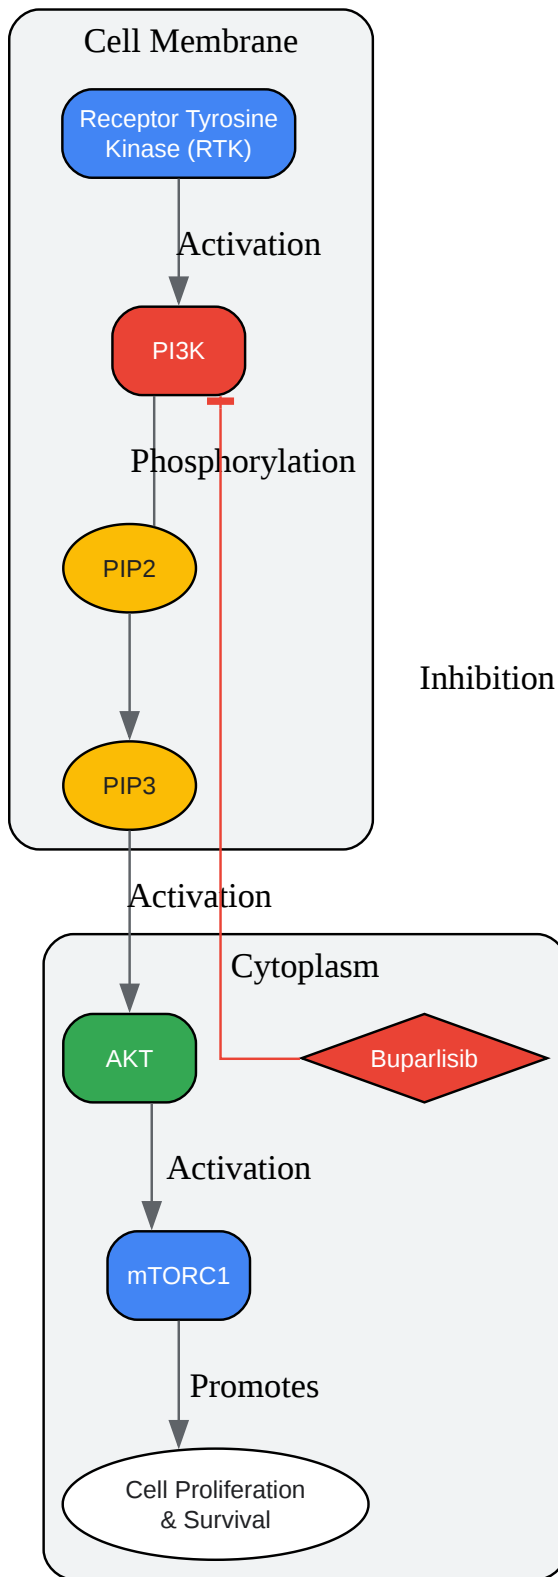 Cell Membrane
Receptor Tyrosine
Kinase (RTK)
Activation
PI3K
Phosphorylation
PIP2
Inhibition
PIP3
Activation
Cytoplasm
AKT
Buparlisib
Activation
mTORC1
Promotes
Cell Proliferation
& Survival